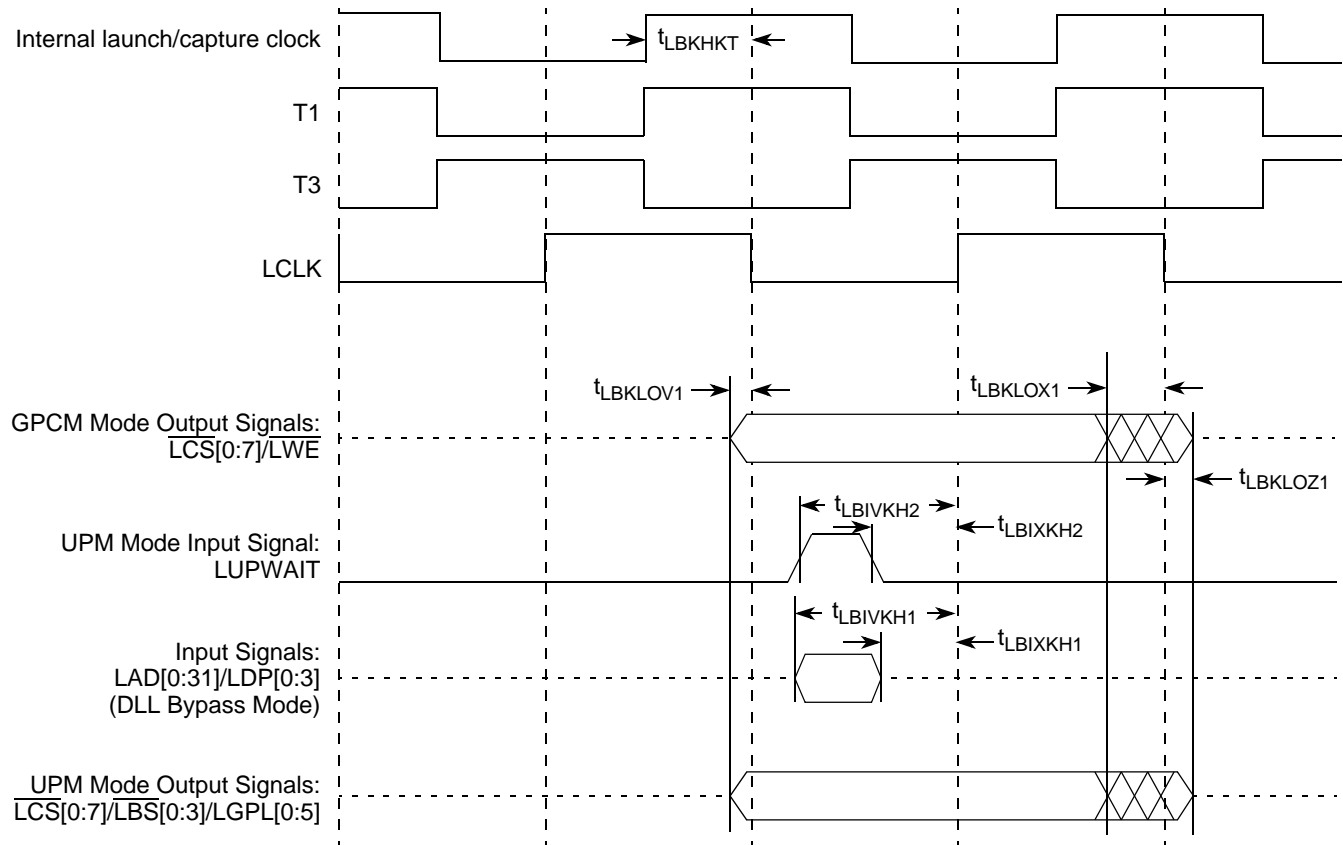 Internal launch/capture clock
tLBKHKT
T1
T3
LCLK
tLBKLOV1
tLBKLOX1
GPCM Mode Output Signals:
LCS[0:7]/LWE
tLBKLOZ1
tLBIVKH2
tLBIXKH2
UPM Mode Input Signal:
LUPWAIT
tLBIVKH1
tLBIXKH1
Input Signals:
LAD[0:31]/LDP[0:3]
(DLL Bypass Mode)
UPM Mode Output Signals:
LCS[0:7]/LBS[0:3]/LGPL[0:5]